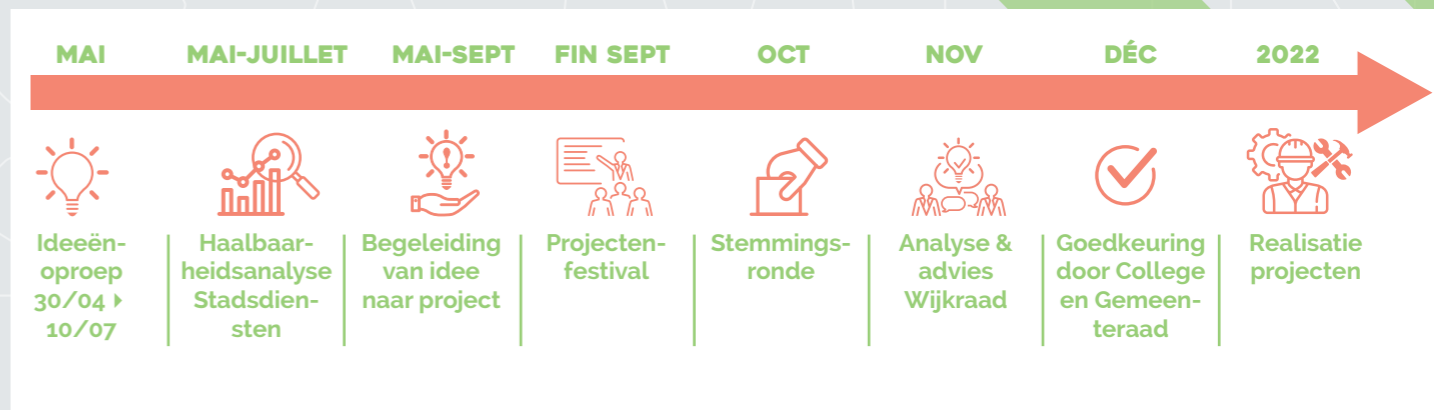 MAI
MAI-JUILLET
MAI-SEPT
FIN SEPT
OCT
NOV
DÉC
2022
Ideeën-
oproep
30/04 ▸
10/07
Haalbaar-
heidsanalyse
Stadsdien-
sten
Begeleiding
van idee
naar project
Projecten-
festival
Stemmings-
ronde
Analyse &
advies
Wijkraad
Goedkeuring
door College
en Gemeen-
teraad
Realisatie
projecten